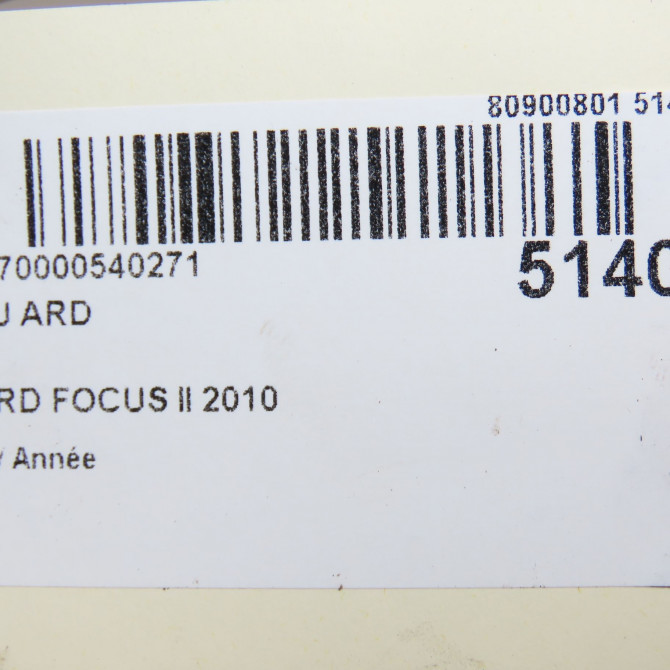 80900801 514
70000540271
5140
U ARD
RD FOCUS II 2010
/ Année